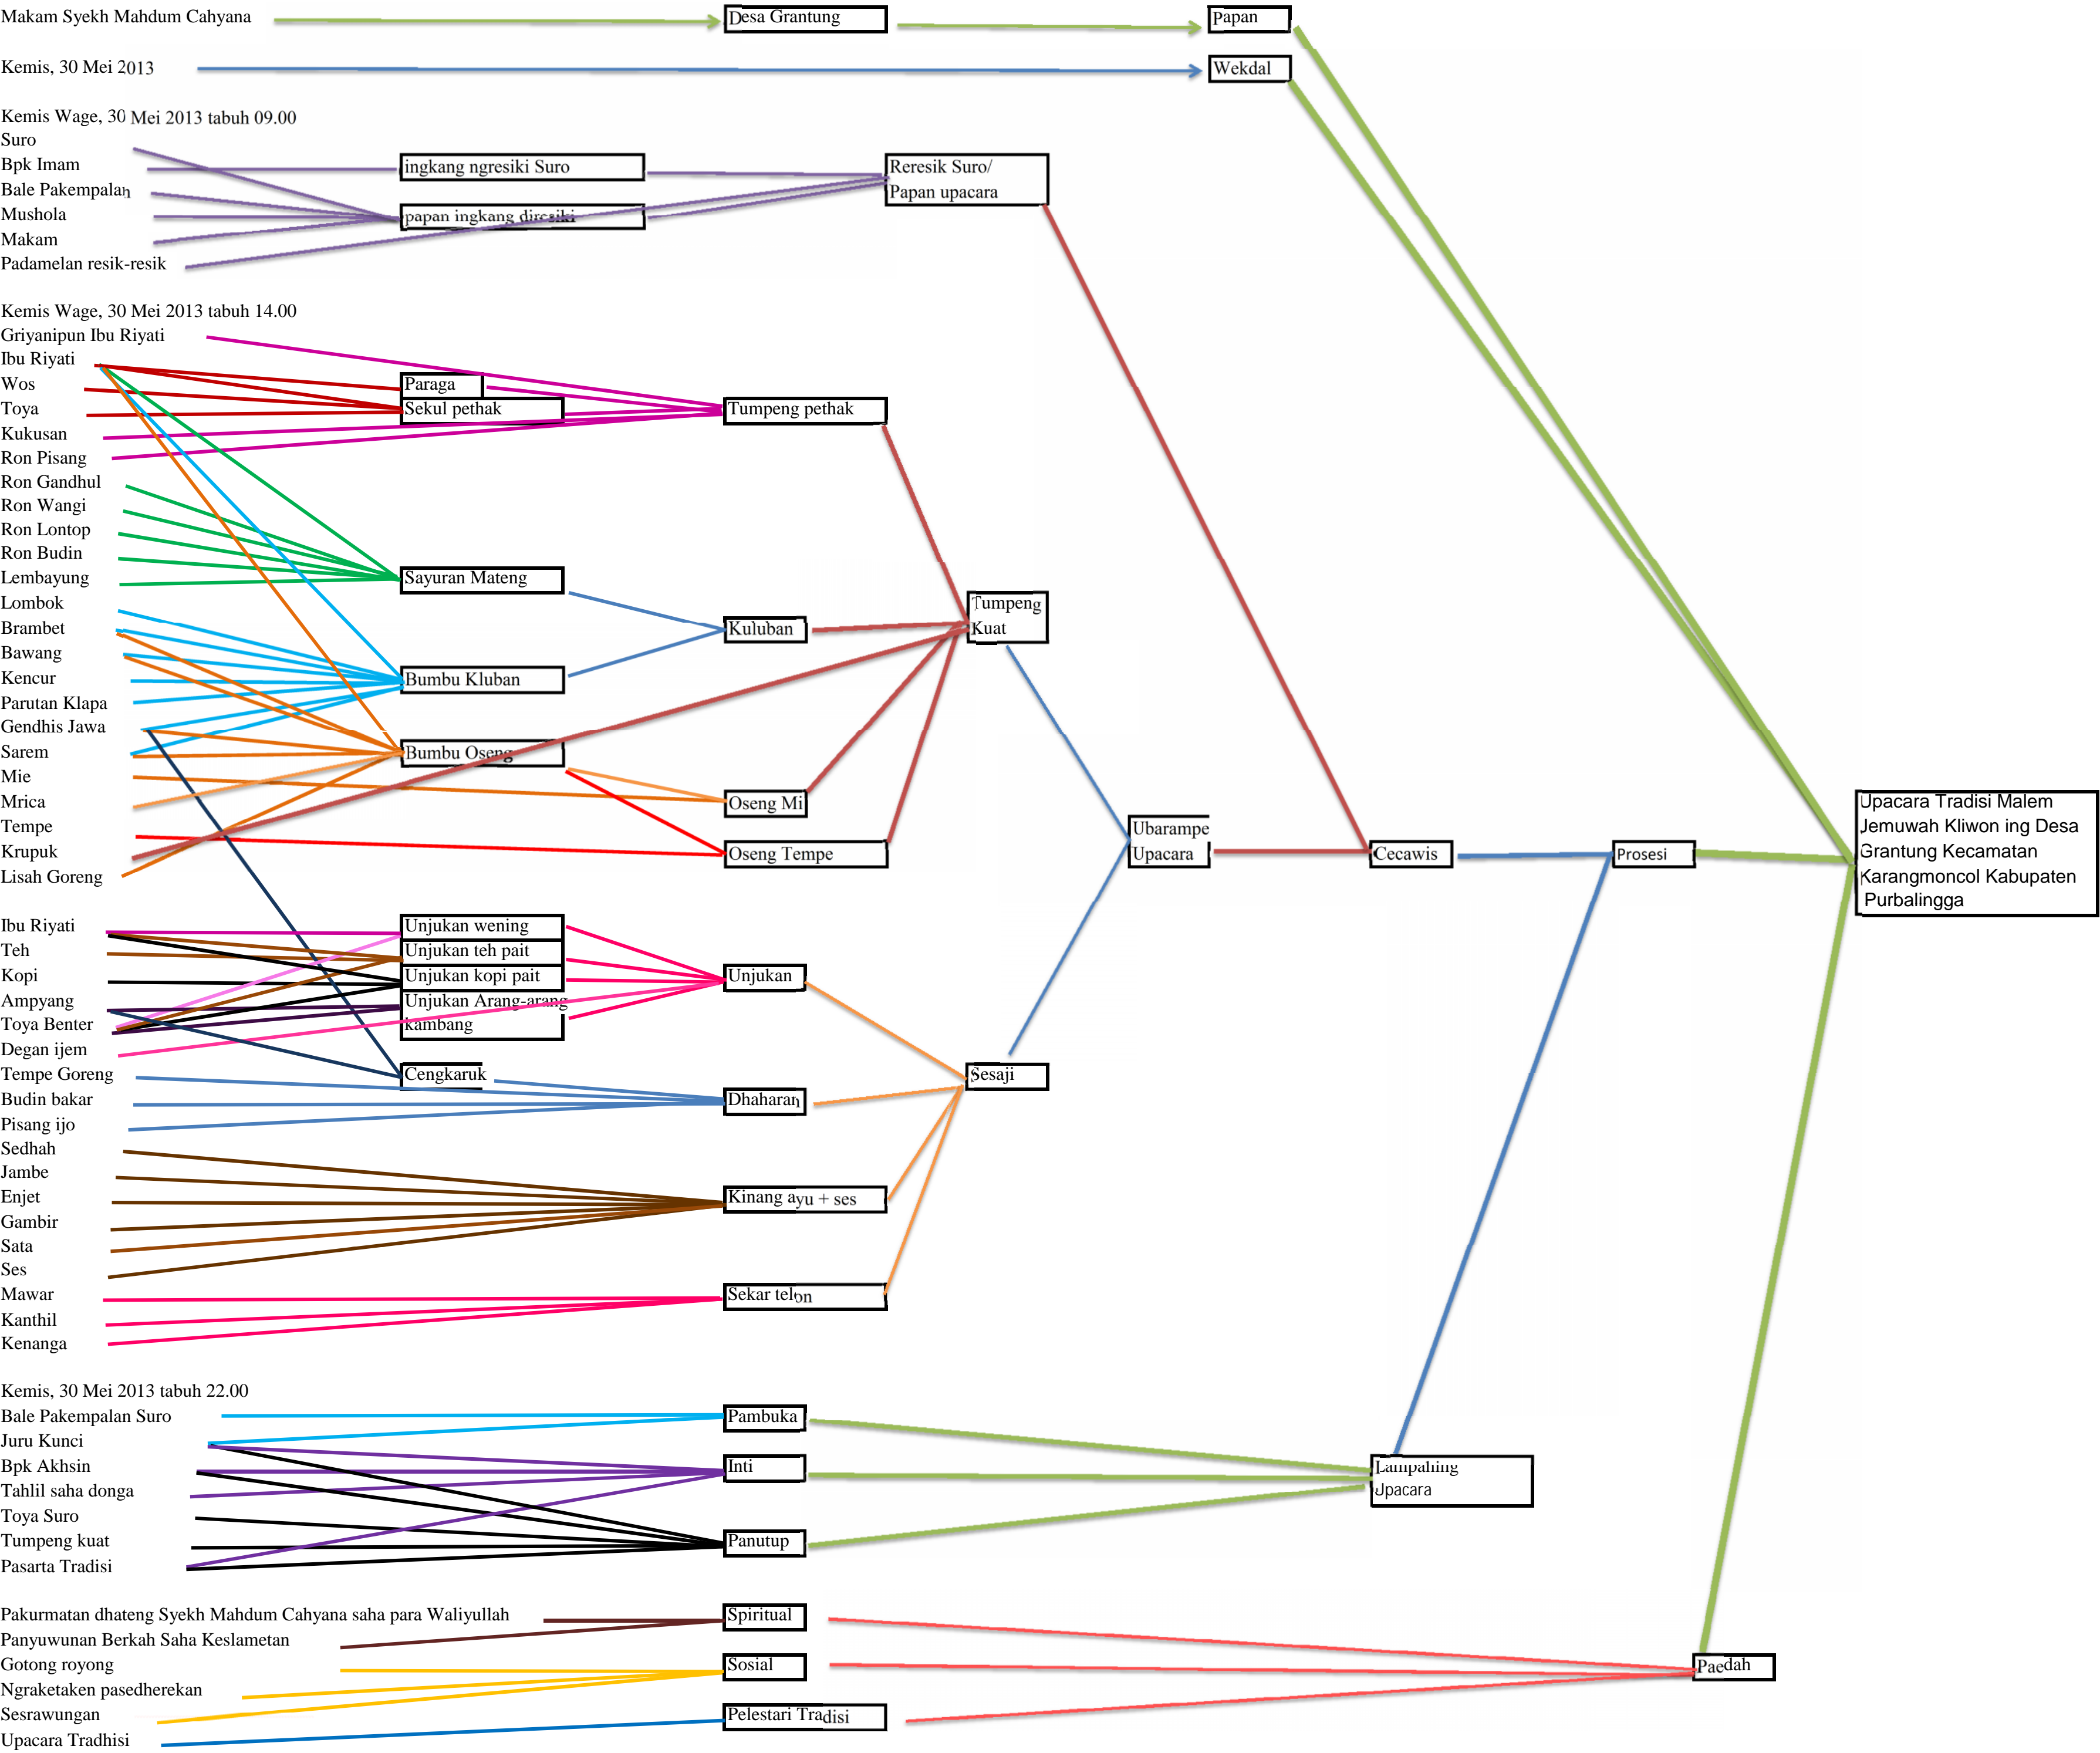 Makam Syekh Mahdum Cahyana
Desa Grantung
Papan
Kemis, 30 Mei 2013
Wekdal
Kemis Wage, 30 Mei 2013 tabuh 09.00
Suro
Bpk Imam
Bale Pakempalan
Mushola
Makam
Padamelan resik-resik
ingkang ngresiki Suro
papan ingkang diresiki
Reresik Suro/
Papan upacara
Kemis Wage, 30 Mei 2013 tabuh 14.00
Griyanipun Ibu Riyati
Ibu Riyati
Wos
Toya
Kukusan
Ron Pisang
Ron Gandhul
Ron Wangi
Ron Lontop
Ron Budin
Lembayung
Lombok
Brambet
Bawang
Kencur
Parutan Klapa
Gendhis Jawa
Sarem
Mie
Mrica
Tempe
Krupuk
Lisah Goreng
Paraga
Sekul pethak
Sayuran Mateng
Bumbu Kluban
Bumbu Oseng
Tumpeng pethak
Kuluban
Oseng Mi
Oseng Tempe
Tumpeng
Kuat
Ubarampe
Upacara
Cecawis
Prosesi
Upacara Tradisi Malem
Jemuwah Kliwon ing Desa
Grantung Kecamatan
Karangmoncol Kabupaten
Purbalingga
Ibu Riyati
Teh
Kopi
Ampyang
Toya Benter
Degan ijem
Tempe Goreng
Budin bakar
Pisang ijo
Sedhah
Jambe
Enjet
Gambir
Sata
Ses
Mawar
Kanthil
Kenanga
Unjukan wening
Unjukan teh pait
Unjukan kopi pait
Unjukan Arang-arang
kambang
Cengkaruk
Unjukan
Dhaharan
Kinang ayu + ses
Sekar telon
Sesaji
Kemis, 30 Mei 2013 tabuh 22.00
Bale Pakempalan Suro
Juru Kunci
Bpk Akhsin
Tahlil saha donga
Toya Suro
Tumpeng kuat
Pasarta Tradisi
Pambuka
Inti
Panutup
Lampahing
Upacara
Pakurmatan dhateng Syekh Mahdum Cahyana saha para Waliyullah
Panyuwunan Berkah Saha Keslametan
Gotong royong
Ngraketaken pasedherekan
Sesrawungan
Upacara Tradhisi
Spiritual
Sosial
Pelestari Tradisi
Paedah